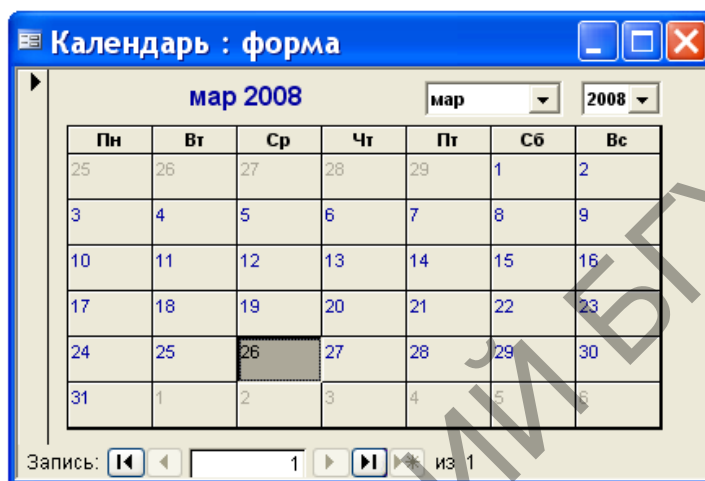 Календарь : форма
мар 2008 мар 2008
Пн Вт Ср Чт Пт Сб Вс
25 26 27 28 29 1 2
3 4 5 6 7 8 9
10 11 12 13 14 15 16
17 18 19 20 21 22 23
24 25 26 27 28 29 30
31 1 2 3 4 5 6
Запись: 1 из 1
ИЙ БГУ